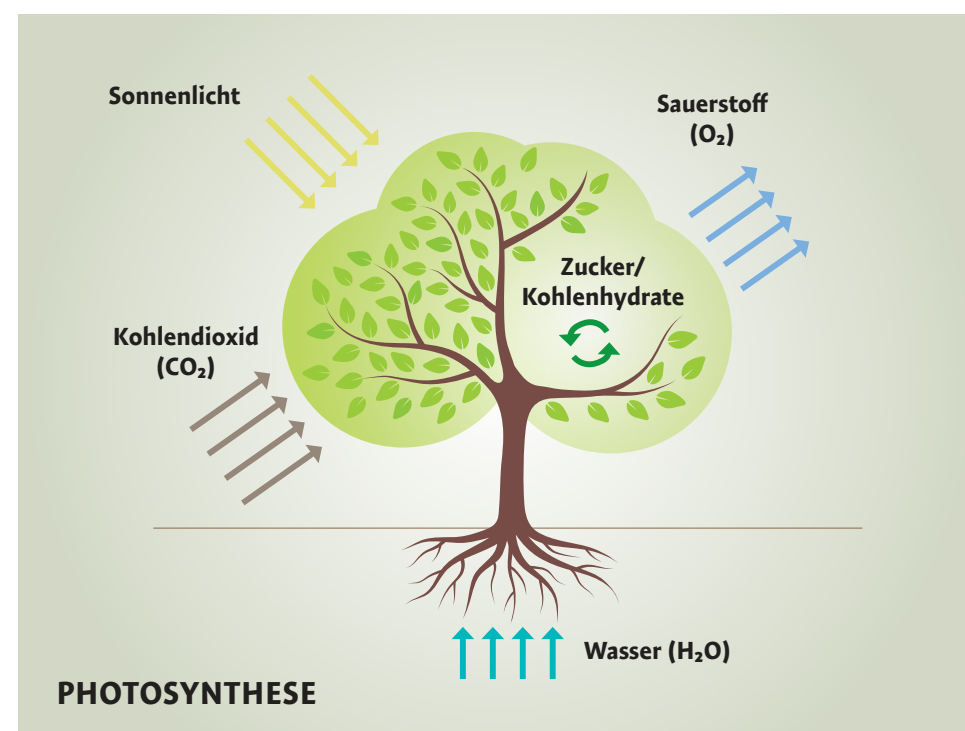 Sonnenlicht
Sauerstoff
(O₂)
Zucker/
Kohlenhydrate
Kohlendioxid
(CO₂)
Wasser (H₂O)
PHOTOSYNTHESE